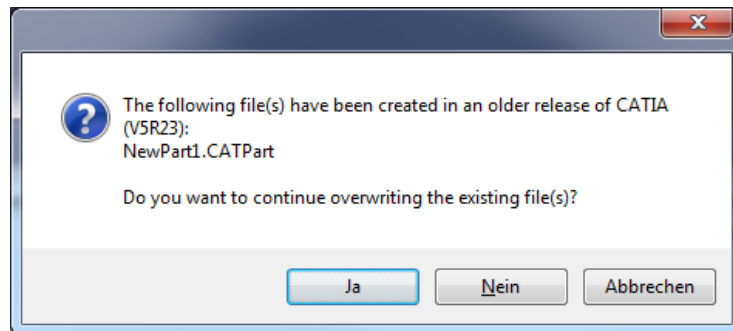 The following file(s) have been created in an older release of CATIA
(V5R23):
NewPart1.CATPart
Do you want to continue overwriting the existing file(s)?
Ja
Nein
Abbrechen